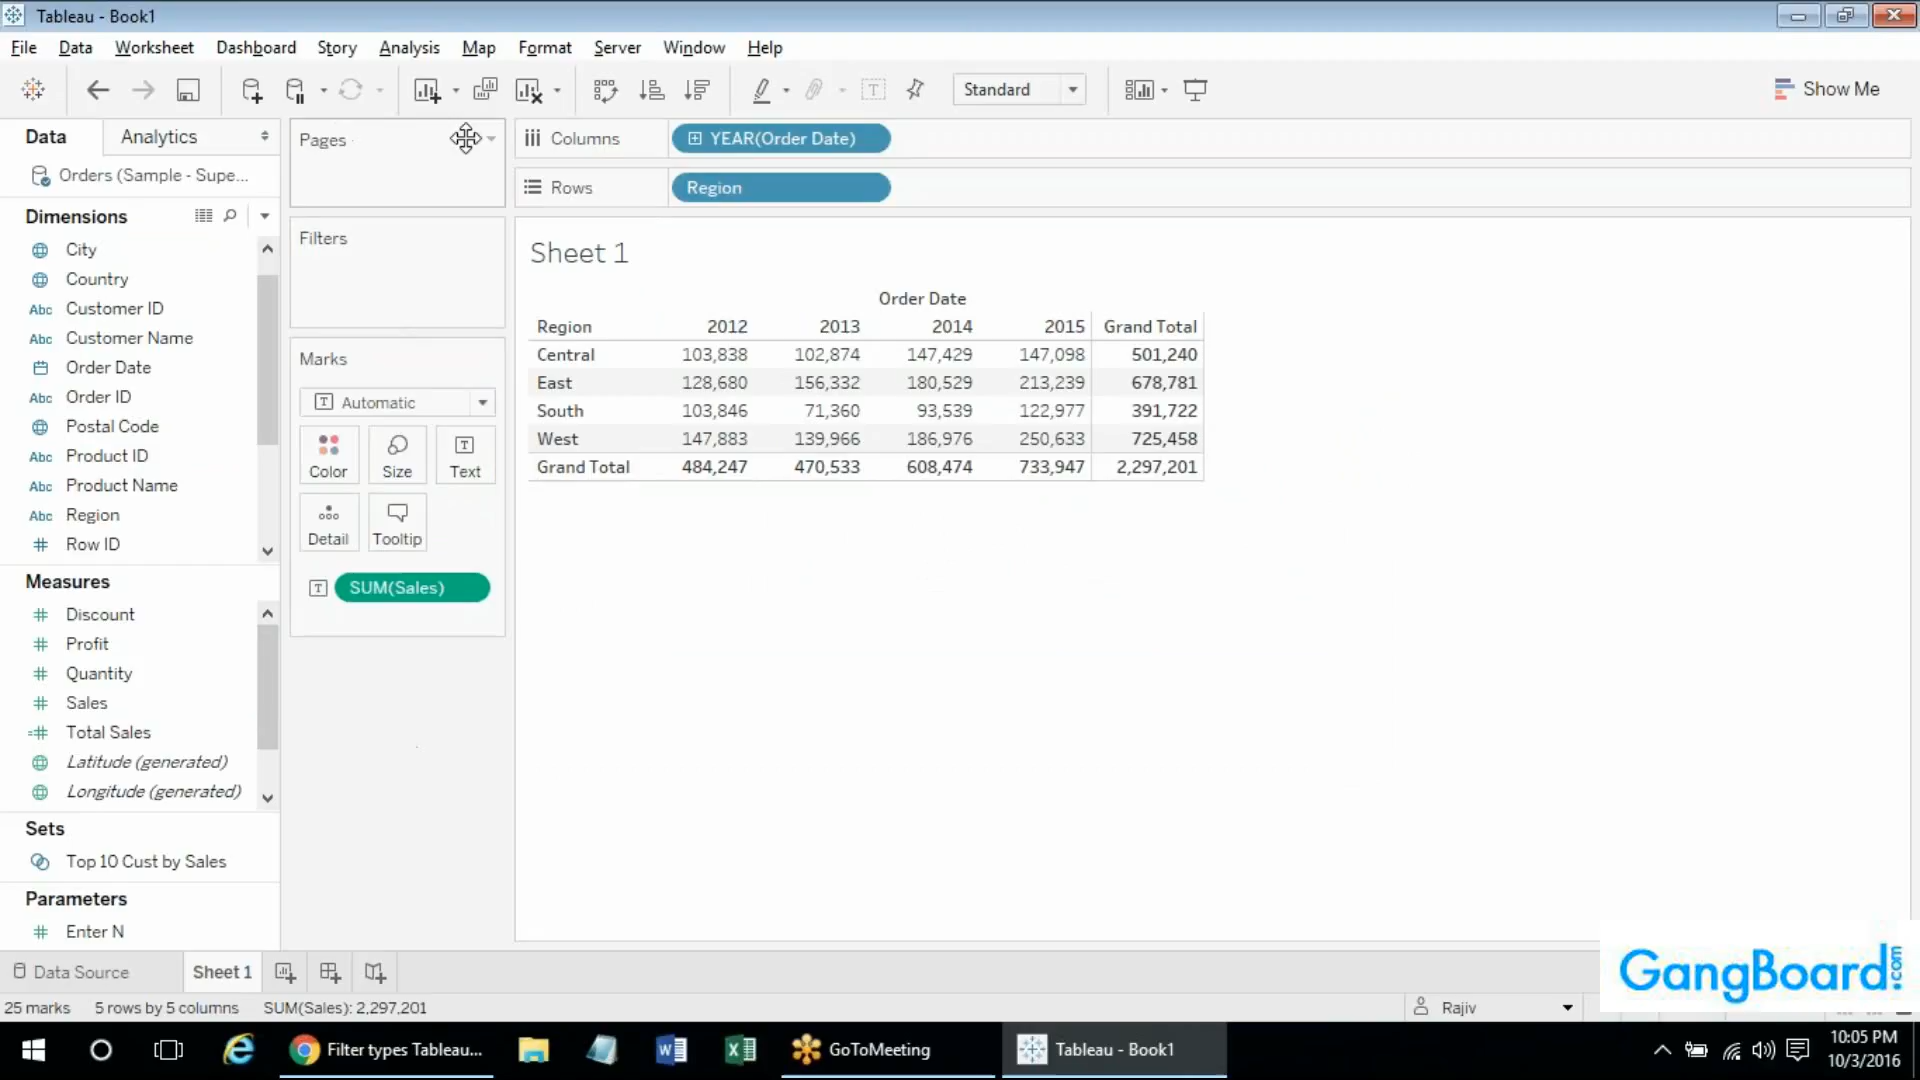 Tableau - Book1
File Data Worksheet Dashboard Story Analysis Map Format Server Window Help
Standard
Show Me
Data Analytics
Orders (Sample - Supe...
Dimensions
City
Country
Abc Customer ID
Abc Customer Name
Order Date
Abc Order ID
Postal Code
Abc Product ID
Abc Product Name
Abc Region
# Row ID
Measures
# Discount
# Profit
# Quantity
# Sales
=# Total Sales
Latitude (generated)
Longitude (generated)
Sets
Top 10 Cust by Sales
Parameters
# Enter N
Pages
Filters
Marks
T Automatic
Color Size Text
Detail Tooltip
SUM(Sales)
Columns YEAR(Order Date)
Rows Region
Sheet 1
Order Date
Region 2012 2013 2014 2015 Grand Total
Central 103,838 102,874 147,429 147,098 501,240
East 128,680 156,332 180,529 213,239 678,781
South 103,846 71,360 93,539 122,977 391,722
West 147,883 139,966 186,976 250,633 725,458
Grand Total 484,247 470,533 608,474 733,947 2,297,201
GangBoard.com
Data Source Sheet 1
25 marks 5 rows by 5 columns SUM(Sales): 2,297,201
Rajiv
Filter types Tableau...
GoToMeeting
Tableau - Book1
10:05 PM
10/3/2016